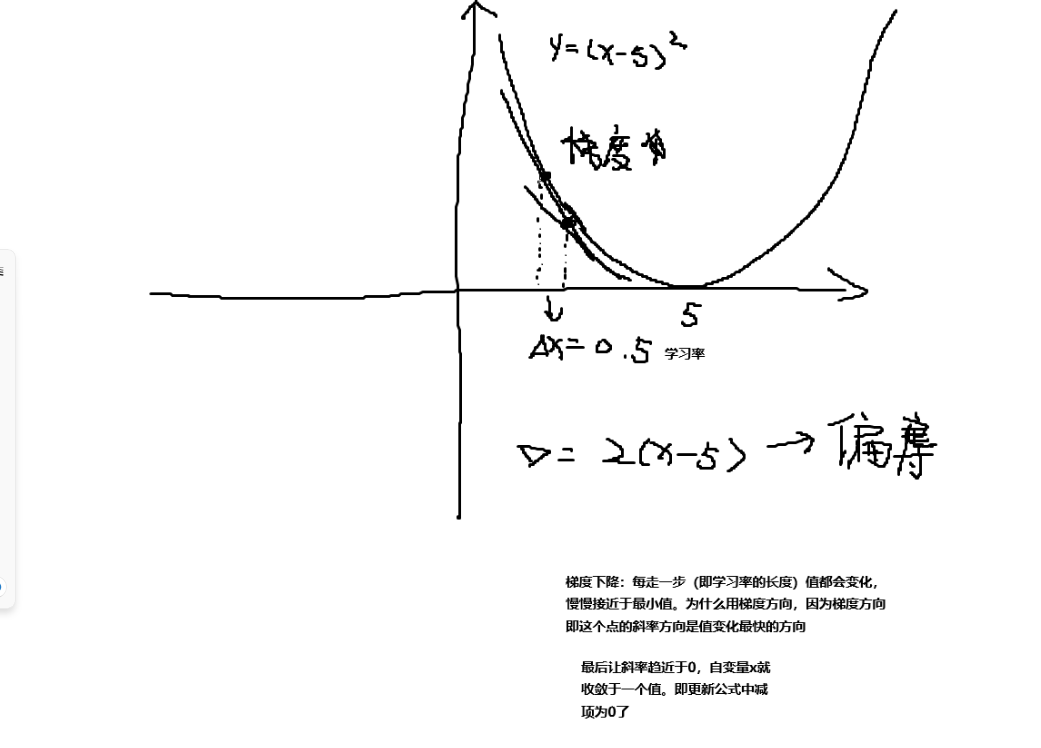 y=(x-5)²
梯度
5
Δx=0.5 学习率
∇= 2(x-5) → 偏导
梯度下降：每走一步（即学习率的长度）值都会变化，
慢慢接近于最小值。为什么用梯度方向，因为梯度方向
即这个点的斜率方向是值变化最快的方向
最后让斜率趋近于0，自变量x就
收敛于一个值。即更新公式中减
项为0了